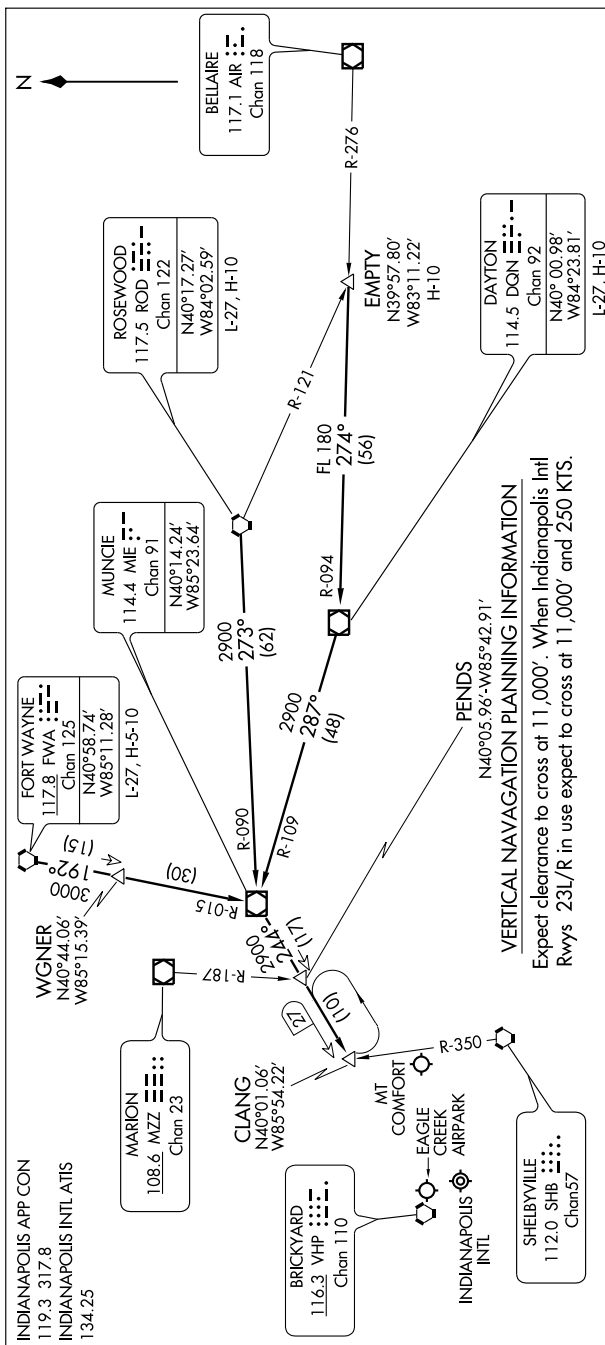 INDIANAPOLIS APP CON
119.3 317.8
INDIANAPOLIS INTL ATIS
134.25
N
BELLAIRE
117.1 AIR
Chan 118
ROSEWOOD
117.5 ROD
Chan 122
N40°17.27'
W84°02.59'
L-27, H-10
MUNCIE
114.4 MIE
Chan 91
N40°14.24'
W85°23.64'
FORT WAYNE
117.8 FWA
Chan 125
N40°58.74'
W85°11.28'
L-27, H-5-10
WGNER
N40°44.06'
W85°15.39'
(15)
192°
3000
(30)
R-015
MARION
108.6 MZZ
Chan 23
R-187
R-276
EMPTY
N39°57.80'
W83°11.22'
H-10
R-121
FL 180
274°
(56)
R-094
2900
273°
(62)
R-090
2900
287°
(48)
R-109
2900
244°
(17)
27
(10)
CLANG
N40°01.06'
W85°54.22'
DAYTON
114.5 DQN
Chan 92
N40° 00.98'
W84°23.81'
L-27, H-10
PENDS
N40°05.96'-W85°42.91'
R-350
MT
COMFORT
EAGLE
CREEK
AIRPARK
INDIANAPOLIS
INTL
BRICKYARD
116.3 VHP
Chan 110
SHELBYVILLE
112.0 SHB
Chan57
VERTICAL NAVAGATION PLANNING INFORMATION
Expect clearance to cross at 11,000'. When Indianapolis Intl
Rwys 23L/R in use expect to cross at 11,000' and 250 KTS.